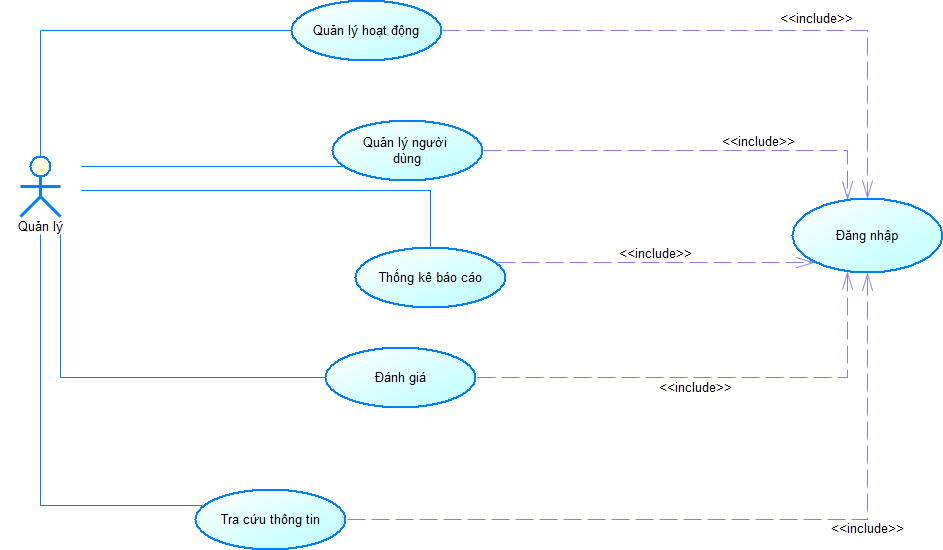 <<include>>
Quản lý hoạt động
Quản lý người
dùng
<<include>>
Quản lý
Đăng nhập
<<include>>
Thống kê báo cáo
Đánh giá
<<include>>
Tra cứu thông tin
<<include>>